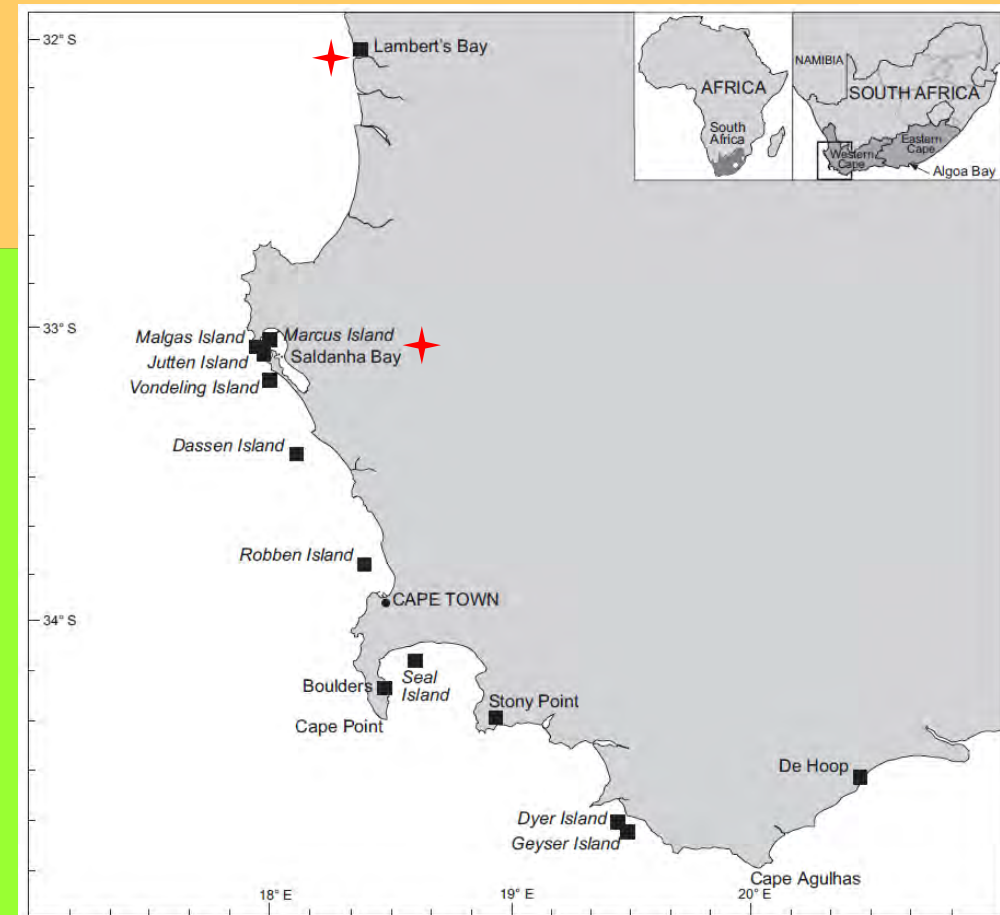 32° S
Lambert's Bay
AFRICA
South
Africa
NAMIBIA
SOUTH AFRICA
Eastern
Cape
Western
Cape
Algoa Bay
33° S
Malgas Island
Marcus Island
Jutten Island
Saldanha Bay
Vondeling Island
Dassen Island
Robben Island
CAPE TOWN
34° S
Boulders
Seal
Island
Cape Point
Stony Point
De Hoop
Dyer Island
Geyser Island
Cape Agulhas
18° E
19° E
20° E